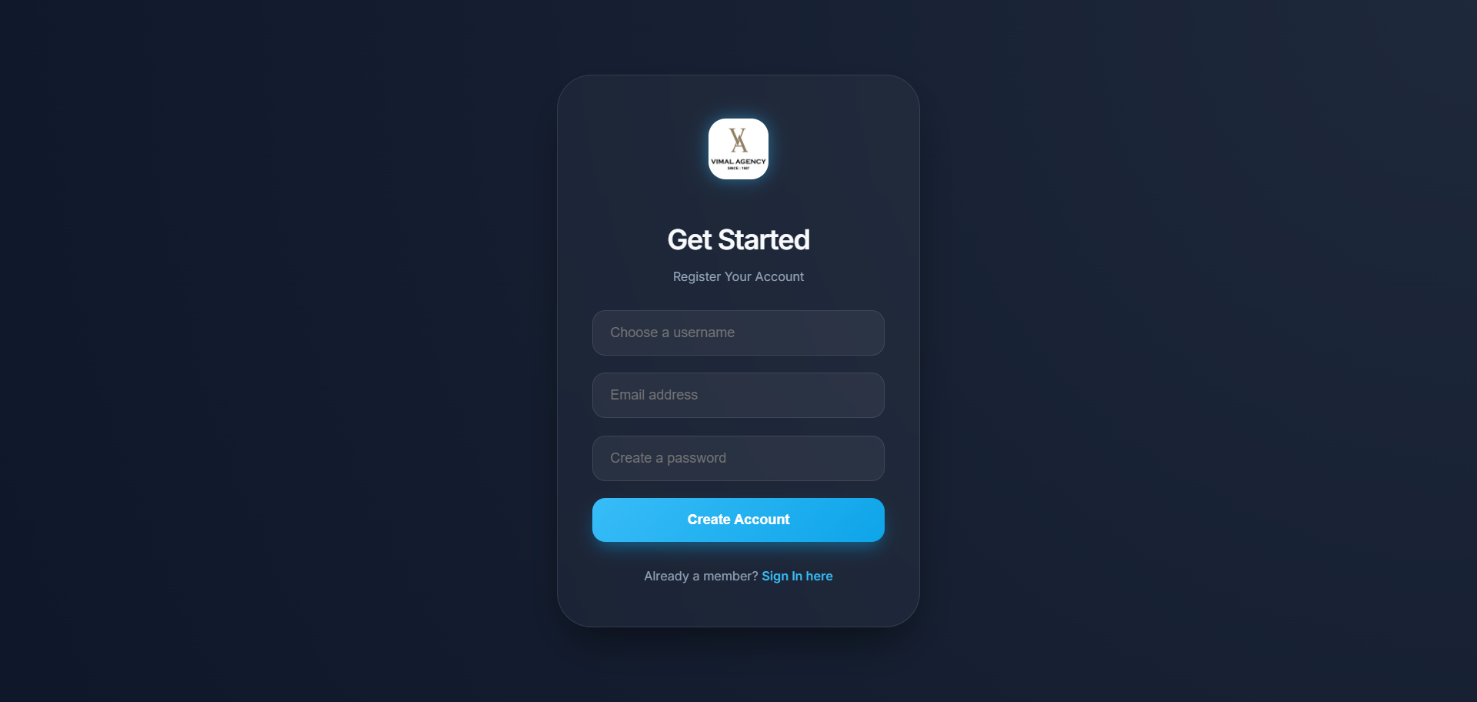 VA
VIMAL AGENCY
Get Started
Register Your Account
Choose a username
Email address
Create a password
Create Account
Already a member? Sign In here